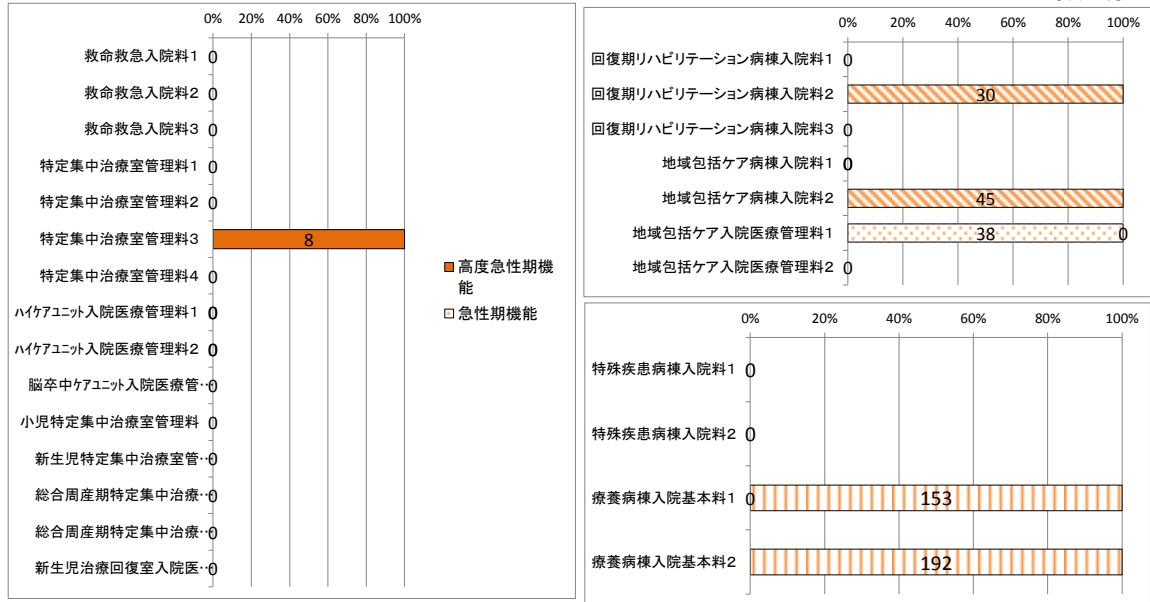 0% 20% 40% 60% 80% 100%
救命救急入院料1 0
救命救急入院料2 0
救命救急入院料3 0
特定集中治療室管理料1 0
特定集中治療室管理料2 0
特定集中治療室管理料3 8
特定集中治療室管理料4 0
ﾊｲｹｱﾕﾆｯﾄ入院医療管理料1 0
ﾊｲｹｱﾕﾆｯﾄ入院医療管理料2 0
脳卒中ｹｱﾕﾆｯﾄ入院医療管… 0
小児特定集中治療室管理料 0
新生児特定集中治療室管… 0
総合周産期特定集中治療… 0
総合周産期特定集中治療… 0
新生児治療回復室入院医… 0
高度急性期機
能
急性期機能
0% 20% 40% 60% 80% 100%
回復期リハビリテーション病棟入院料1 0
回復期リハビリテーション病棟入院料2 30
回復期リハビリテーション病棟入院料3 0
地域包括ケア病棟入院料1 0
地域包括ケア病棟入院料2 45
地域包括ケア入院医療管理料1 38 0
地域包括ケア入院医療管理料2 0
0% 20% 40% 60% 80% 100%
特殊疾患病棟入院料1 0
特殊疾患病棟入院料2 0
療養病棟入院基本料1 0 153
療養病棟入院基本料2 192